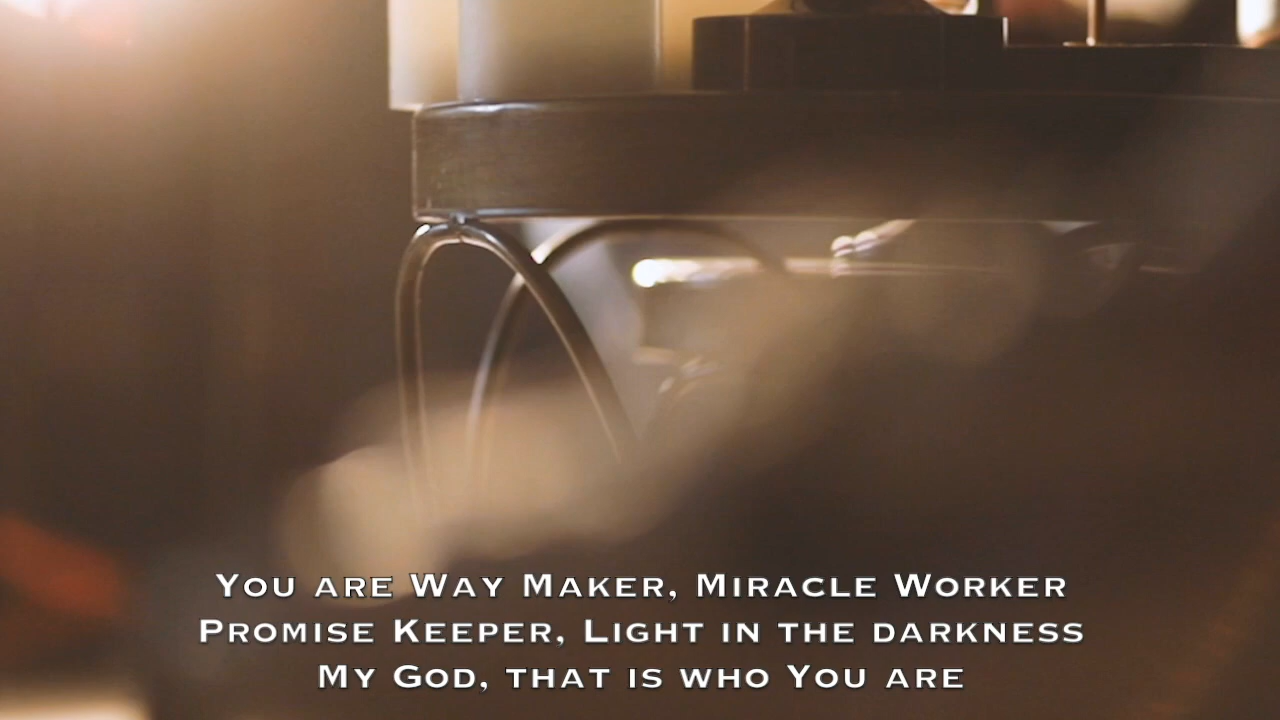 You are Way Maker, Miracle Worker
Promise Keeper, Light in the darkness
My God, that is who You are